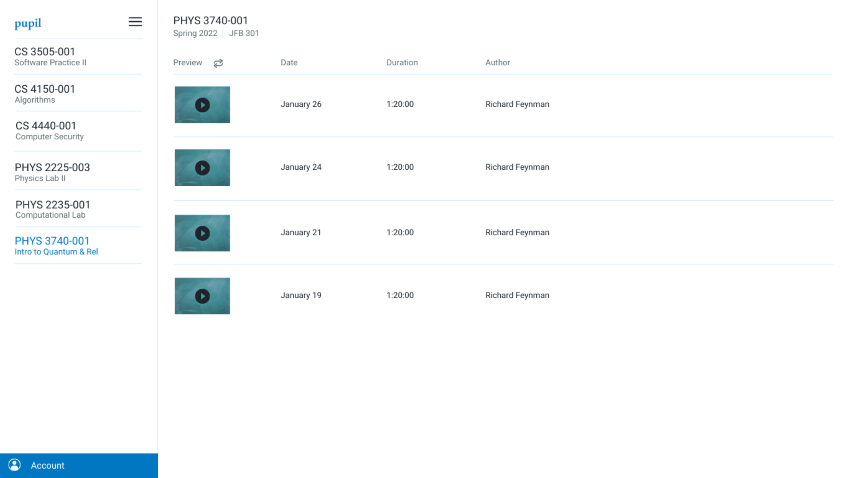 pupil
CS 3505-001
Software Practice II
CS 4150-001
Algorithms
CS 4440-001
Computer Security
PHYS 2225-003
Physics Lab II
PHYS 2235-001
Computational Lab
PHYS 3740-001
Intro to Quantum & Rel
Account
PHYS 3740-001
Spring 2022 | JFB 301
Preview Date Duration Author
January 26 1:20:00 Richard Feynman
January 24 1:20:00 Richard Feynman
January 21 1:20:00 Richard Feynman
January 19 1:20:00 Richard Feynman